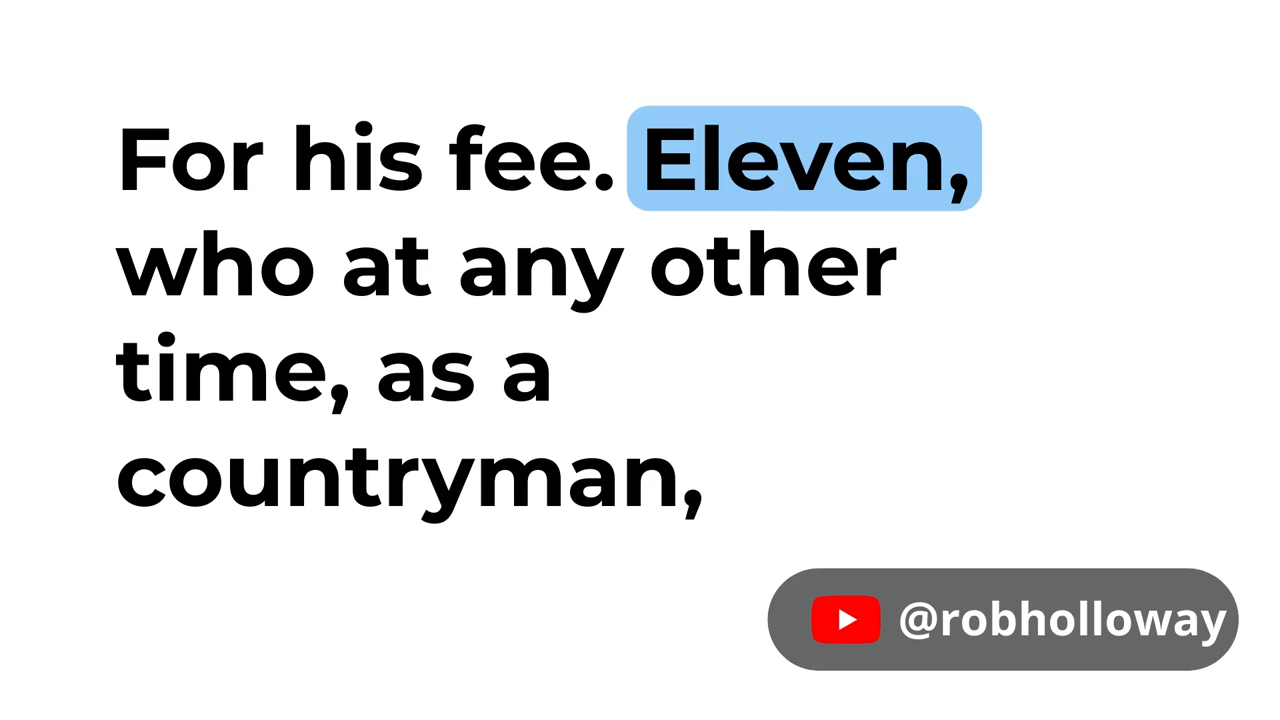 For his fee. Eleven,
who at any other
time, as a
countryman,
@robholloway